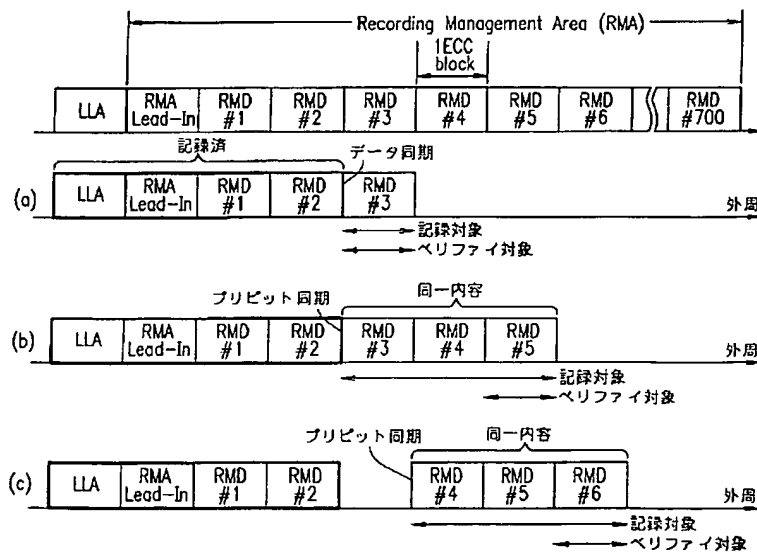 Recording Management Area (RMA)
1ECC
block
LLA
RMA
Lead-In
RMD
#1
RMD
#2
RMD
#3
RMD
#4
RMD
#5
RMD
#6
RMD
#700
記録済
データ同期
(a)
LLA
RMA
Lead-In
RMD
#1
RMD
#2
RMD
#3
外周
記録対象
ベリファイ対象
プリピット同期
同一内容
(b)
LLA
RMA
Lead-In
RMD
#1
RMD
#2
RMD
#3
RMD
#4
RMD
#5
外周
記録対象
ベリファイ対象
プリピット同期
同一内容
(c)
LLA
RMA
Lead-In
RMD
#1
RMD
#2
RMD
#4
RMD
#5
RMD
#6
外周
記録対象
ベリファイ対象